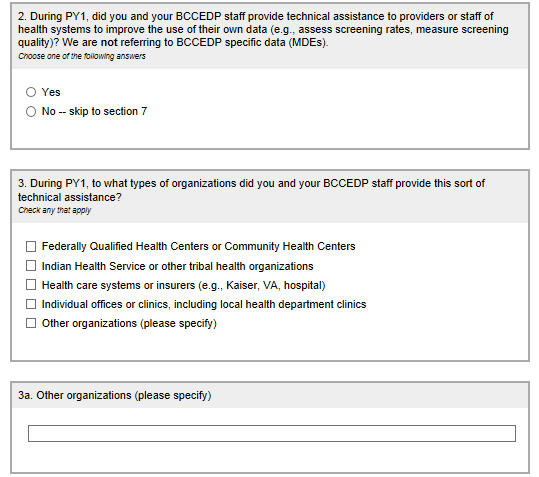 2. During PY1, did you and your BCCEDP staff provide technical assistance to providers or staff of
health systems to improve the use of their own data (e.g., assess screening rates, measure screening
quality)? We are not referring to BCCEDP specific data (MDEs).
Choose one of the following answers
Yes
No -- skip to section 7
3. During PY1, to what types of organizations did you and your BCCEDP staff provide this sort of
technical assistance?
Check any that apply
Federally Qualified Health Centers or Community Health Centers
Indian Health Service or other tribal health organizations
Health care systems or insurers (e.g., Kaiser, VA, hospital)
Individual offices or clinics, including local health department clinics
Other organizations (please specify)
3a. Other organizations (please specify)